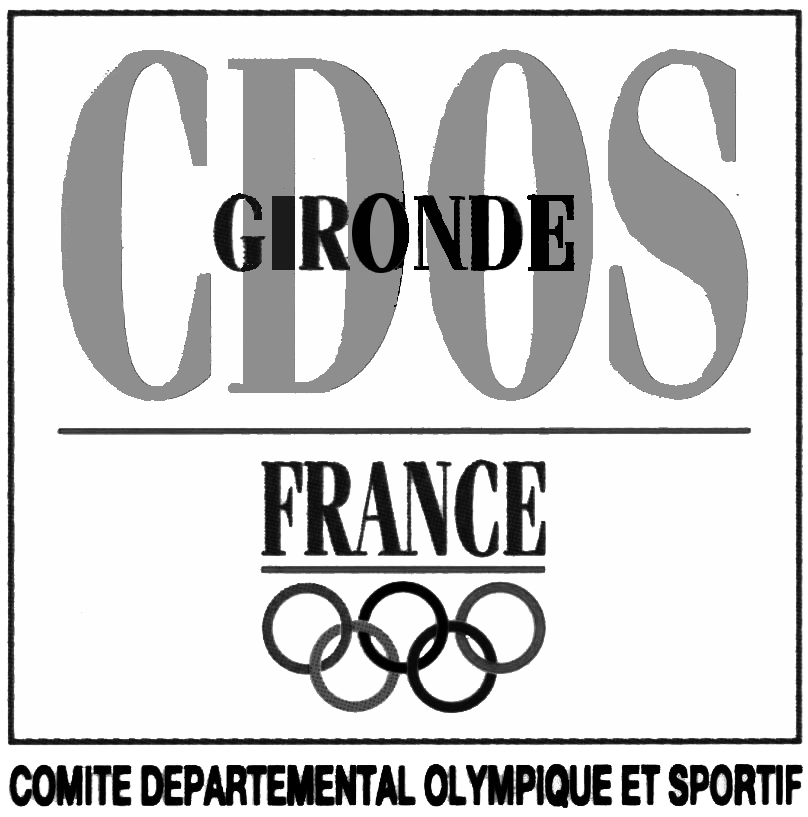 CDOS
GIRONDE
FRANCE
COMITE DEPARTEMENTAL OLYMPIQUE ET SPORTIF